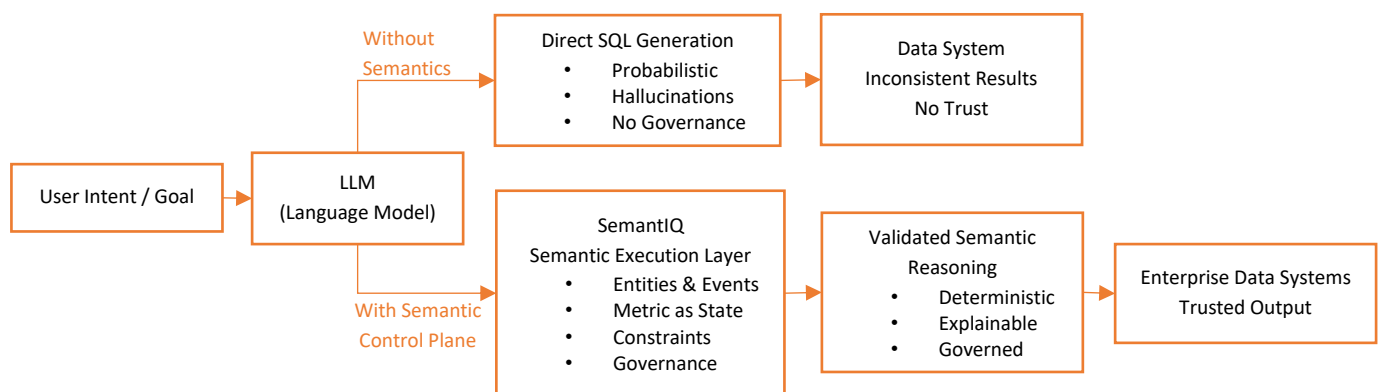 User Intent / Goal
LLM
(Language Model)
Without
Semantics
Direct SQL Generation
• Probabilistic
• Hallucinations
• No Governance
Data System
Inconsistent Results
No Trust
With Semantic
Control Plane
SemantIQ
Semantic Execution Layer
• Entities & Events
• Metric as State
• Constraints
• Governance
Validated Semantic
Reasoning
• Deterministic
• Explainable
• Governed
Enterprise Data Systems
Trusted Output